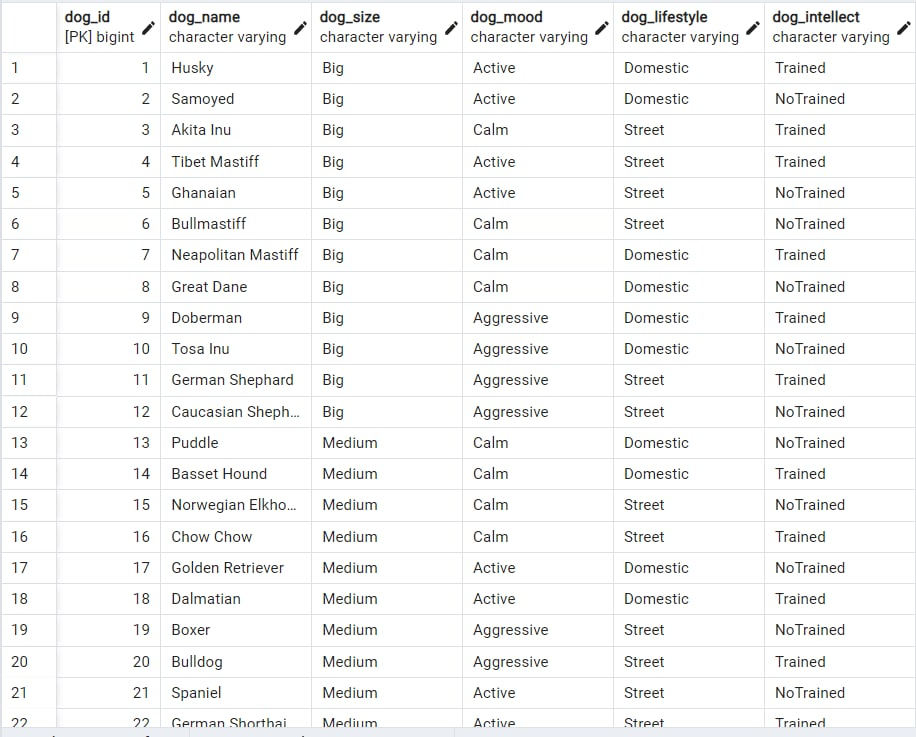 dog_id dog_name dog_size dog_mood dog_lifestyle dog_intellect
[PK] bigint character varying character varying character varying character varying character varying
1 1 Husky Big Active Domestic Trained
2 2 Samoyed Big Active Domestic NoTrained
3 3 Akita Inu Big Calm Street Trained
4 4 Tibet Mastiff Big Active Street Trained
5 5 Ghanaian Big Active Street NoTrained
6 6 Bullmastiff Big Calm Street NoTrained
7 7 Neapolitan Mastiff Big Calm Domestic Trained
8 8 Great Dane Big Calm Domestic NoTrained
9 9 Doberman Big Aggressive Domestic Trained
10 10 Tosa Inu Big Aggressive Domestic NoTrained
11 11 German Shephard Big Aggressive Street Trained
12 12 Caucasian Sheph... Big Aggressive Street NoTrained
13 13 Puddle Medium Calm Domestic NoTrained
14 14 Basset Hound Medium Calm Domestic Trained
15 15 Norwegian Elkho... Medium Calm Street NoTrained
16 16 Chow Chow Medium Calm Street Trained
17 17 Golden Retriever Medium Active Domestic NoTrained
18 18 Dalmatian Medium Active Domestic Trained
19 19 Boxer Medium Aggressive Street NoTrained
20 20 Bulldog Medium Aggressive Street Trained
21 21 Spaniel Medium Active Street NoTrained
22 22 German Shorthai Medium Active Street Trained